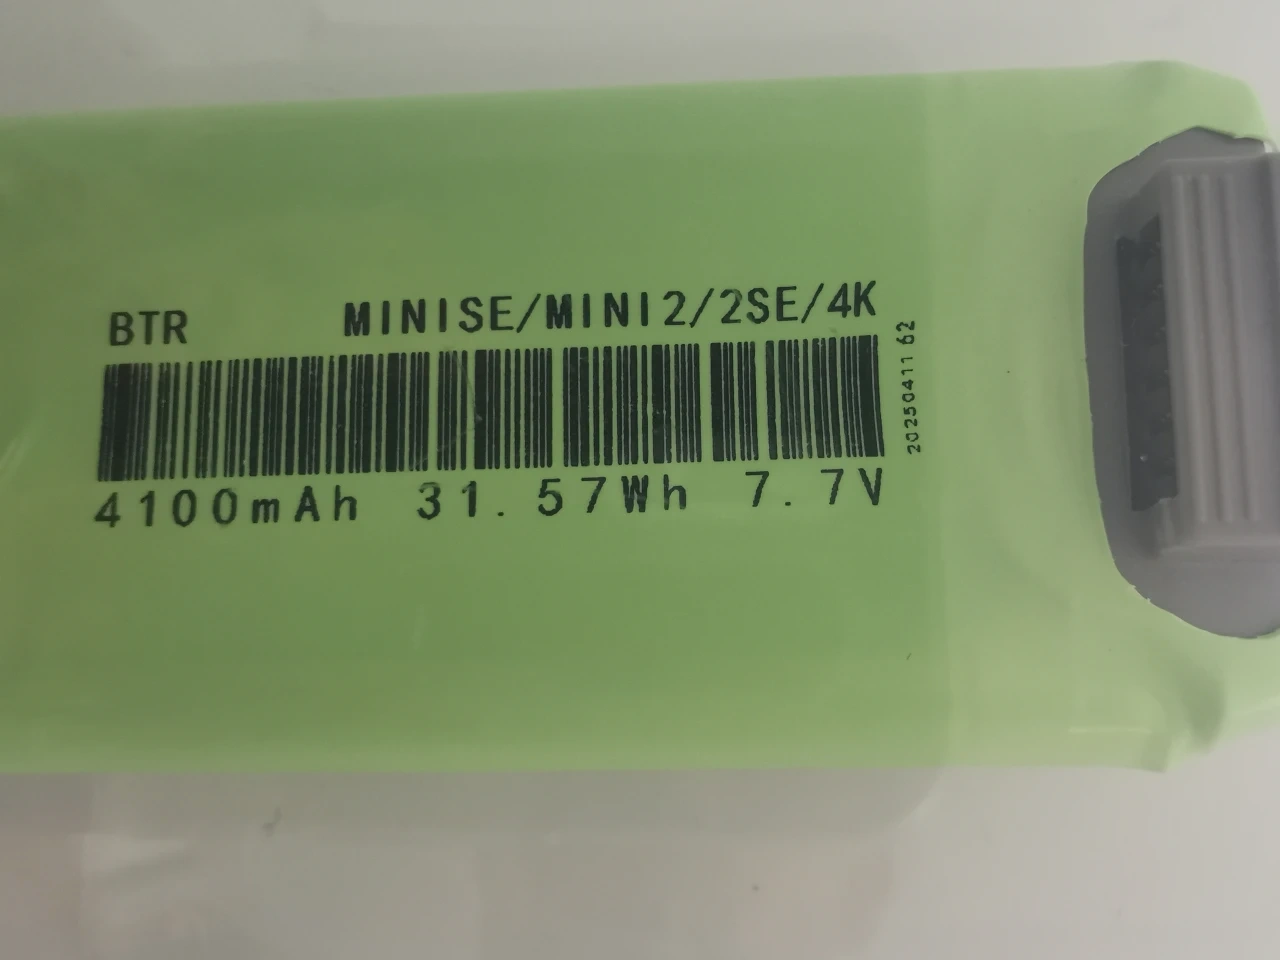 BTR MINISE/MINI2/2SE/4K
4100mAh 31.57Wh 7.7V
2025041162